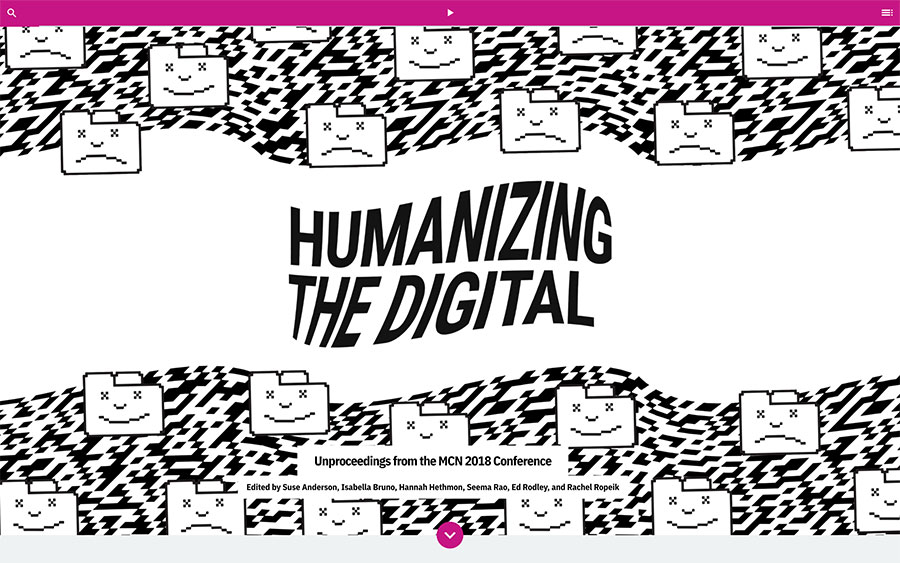 HUMANIZING
THE DIGITAL
Unproceedings from the MCN 2018 Conference
Edited by Suse Anderson, Isabella Bruno, Hannah Hethmon, Seema Rao, Ed Rodley, and Rachel Ropeik